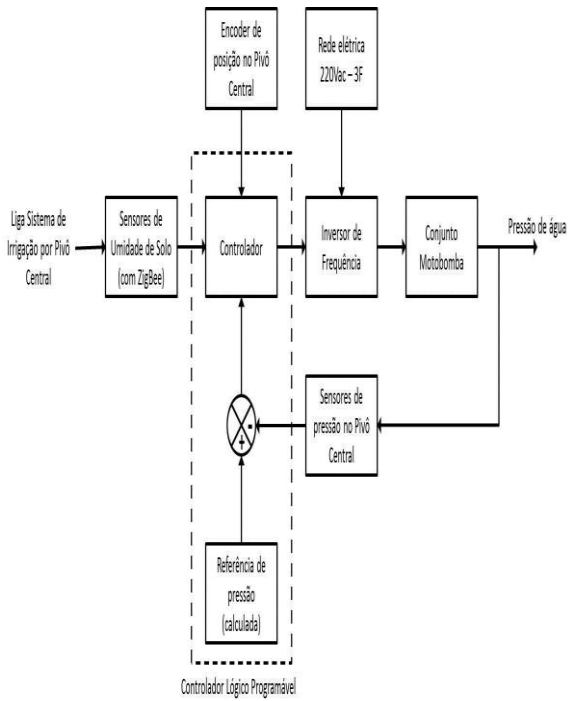 Encoder de
posição no Pivô
Central
Rede elétrica
220Vac – 3F
Liga Sistema de
Irrigação por Pivô
Central
Sensores de
Umidade de Solo
(com ZigBee)
Controlador
Inversor de
Frequência
Conjunto
Motobomba
Pressão de água
Sensores de
pressão no Pivô
Central
-
+
Referência de
pressão
(calculada)
Controlador Lógico Programável